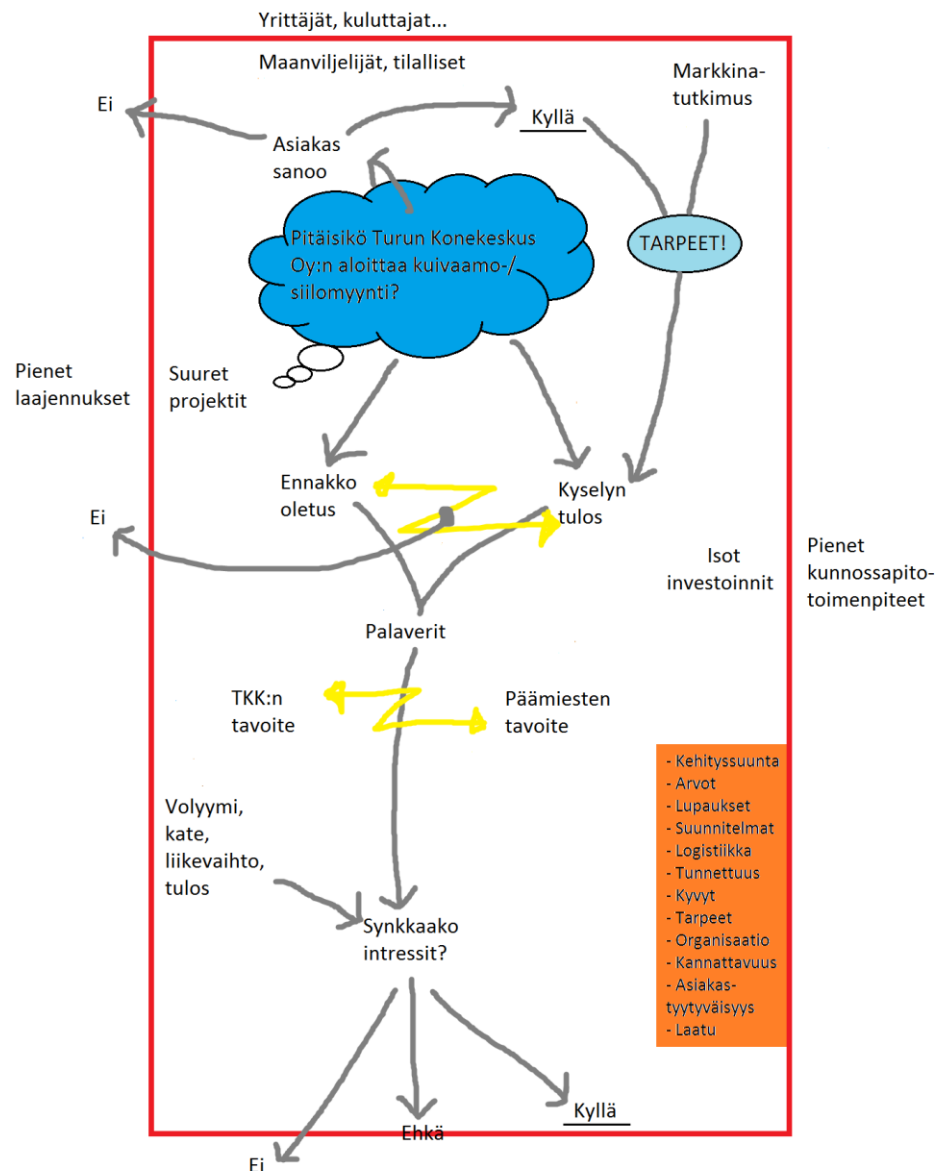 Yrittäjät, kuluttajat...
Maanviljelijät, tilalliset
Markkina-
tutkimus
Ei
Kyllä
Asiakas
sanoo
Pitäisikö Turun Konekeskus
Oy:n aloittaa kuivaamo-/
siilomyynti?
TARPEET!
Pienet
laajennukset
Suuret
projektit
Ennakko
oletus
Kyselyn
tulos
Ei
Isot
investoinnit
Pienet
kunnossapito-
toimenpiteet
Palaverit
TKK:n
tavoite
Päämiesten
tavoite
- Kehityssuunta
- Arvot
- Lupaukset
- Suunnitelmat
- Logistiikka
- Tunnettuus
- Kyvyt
- Tarpeet
- Organisaatio
- Kannattavuus
- Asiakas-
tyytyväisyys
- Laatu
Volyymi,
kate,
liikevaihto,
tulos
Synkkaako
intressit?
Kyllä
Ehkä
Ei